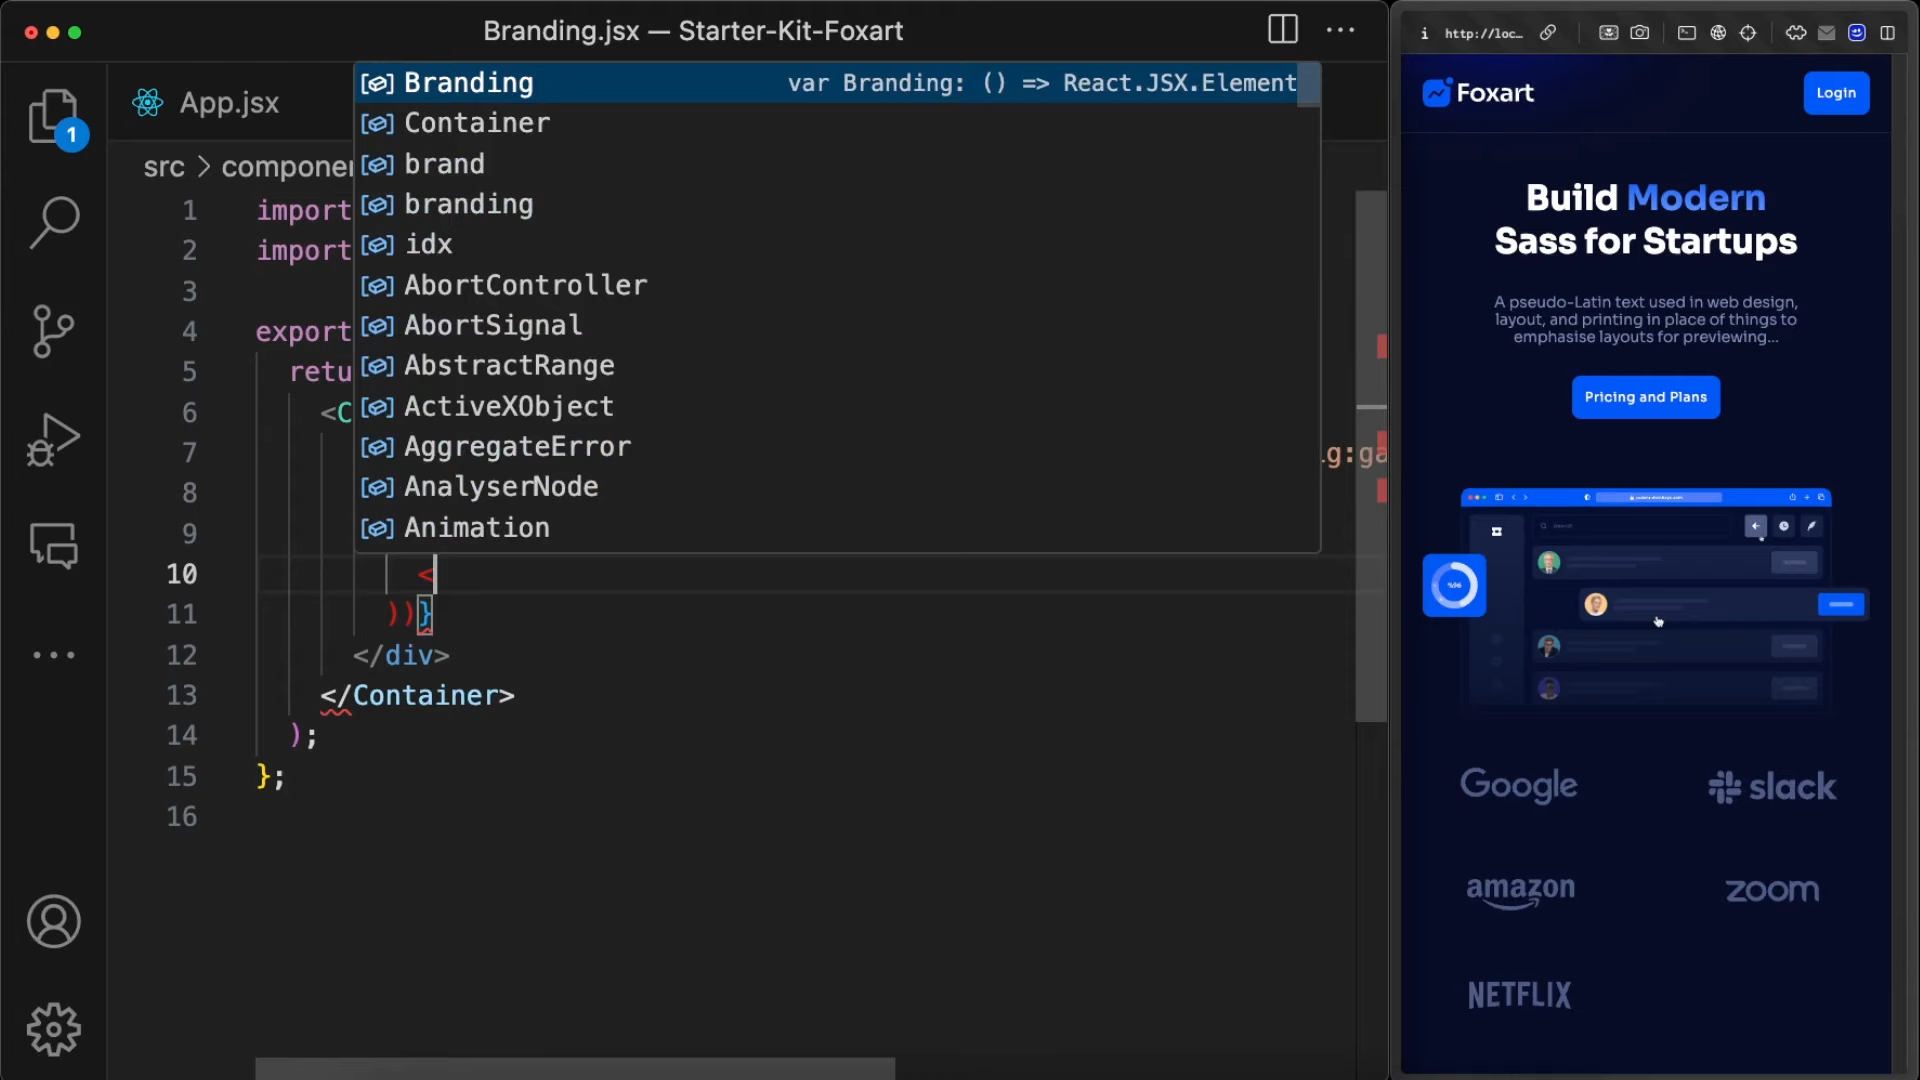 Branding.jsx — Starter-Kit-Foxart
1
App.jsx
src > componen
Branding
var Branding: () => React.JSX.Element
Container
brand
branding
idx
AbortController
AbortSignal
AbstractRange
ActiveXObject
AggregateError
AnalyserNode
Animation
1 import
2 import
3
4 export
5 retu
6 <C
7 ig:ga
8
9
10 <
11 ))}
12 </div>
13 </Container>
14 );
15 };
16
http://loc…
Foxart
Login
Build Modern
Sass for Startups
A pseudo-Latin text used in web design,
layout, and printing in place of things to
emphasise layouts for previewing...
Pricing and Plans
Search
%96
Google
slack
amazon
zoom
NETFLIX